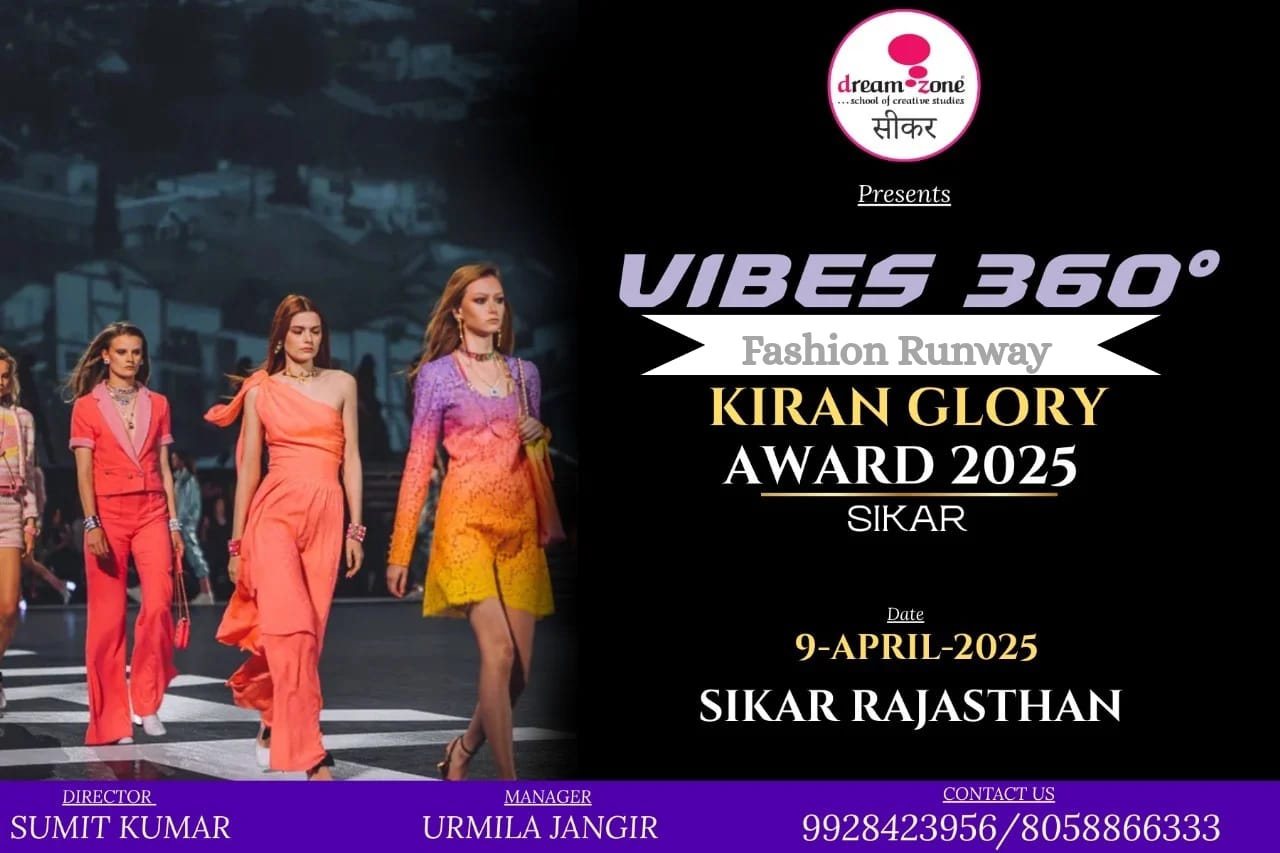 dream zone
...school of creative studies
सीकर
Presents
VIBES 360°
Fashion Runway
KIRAN GLORY
AWARD 2025
SIKAR
Date
9-APRIL-2025
SIKAR RAJASTHAN
DIRECTOR
SUMIT KUMAR
MANAGER
URMILA JANGIR
CONTACT US
9928423956/8058866333